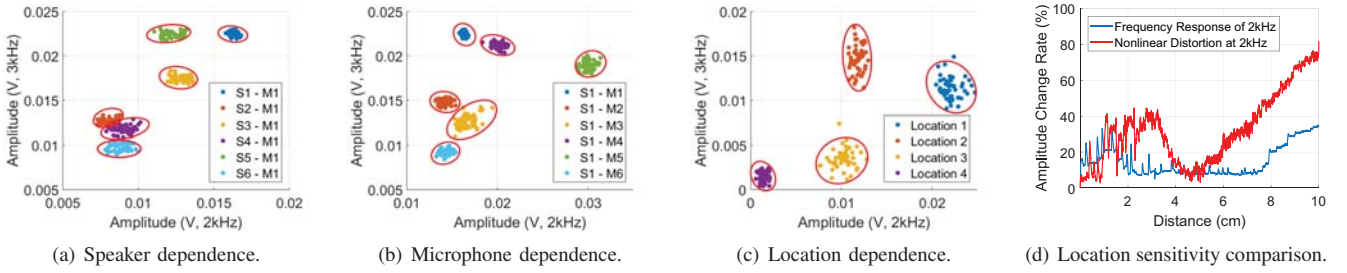 Amplitude (V, 3kHz)
0.025
0.02
0.015
0.01
0.005
0.005
0.01
0.015
0.02
Amplitude (V, 2kHz)
S1 - M1
S2 - M1
S3 - M1
S4 - M1
S5 - M1
S6 - M1
(a) Speaker dependence.
Amplitude (V, 3kHz)
0.025
0.02
0.015
0.01
0.005
0.01
0.02
0.03
Amplitude (V, 2kHz)
S1 - M1
S1 - M2
S1 - M3
S1 - M4
S1 - M5
S1 - M6
(b) Microphone dependence.
Amplitude (V, 3kHz)
0.02
0.015
0.01
0.005
0
0
0.01
0.02
Amplitude (V, 2kHz)
Location 1
Location 2
Location 3
Location 4
(c) Location dependence.
Amplitude Change Rate (%)
100
80
60
40
20
0
2
4
6
8
10
Distance (cm)
Frequency Response of 2kHz
Nonlinear Distortion at 2kHz
(d) Location sensitivity comparison.